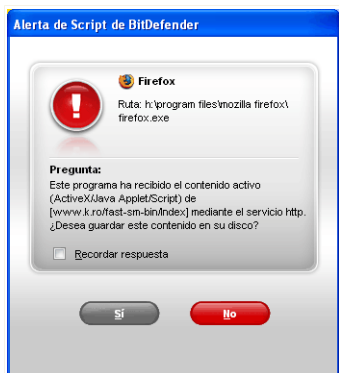 Alerta de Script de BitDefender
Firefox
Ruta: h:\program files\mozilla firefox\
firefox.exe
Pregunta:
Este programa ha recibido el contenido activo
(ActiveX/Java Applet/Script) de
[www.k.ro/fast-sm-bin/Index] mediante el servicio http.
¿Desea guardar este contenido en su disco?
Recordar respuesta
Sí
No